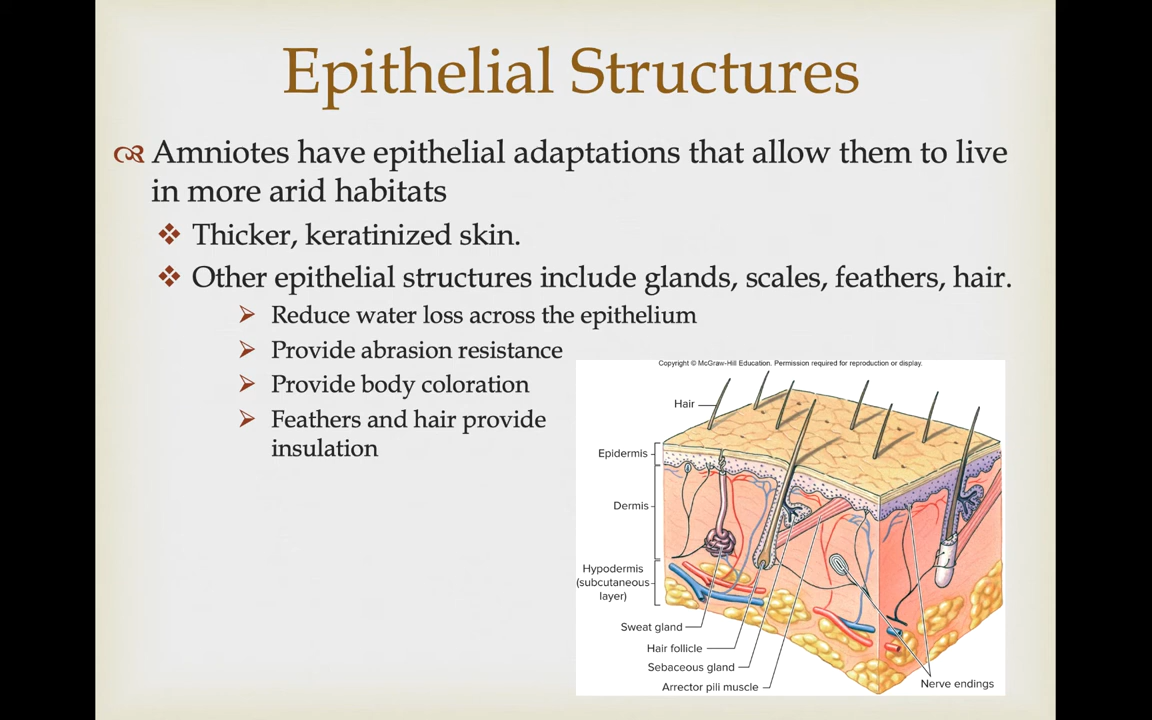 Epithelial Structures
Amniotes have epithelial adaptations that allow them to live
in more arid habitats
Thicker, keratinized skin.
Other epithelial structures include glands, scales, feathers, hair.
Reduce water loss across the epithelium
Provide abrasion resistance
Provide body coloration
Feathers and hair provide
insulation
Copyright © McGraw-Hill Education. Permission required for reproduction or display.
Hair
Epidermis
Dermis
Hypodermis
(subcutaneous
layer)
Sweat gland
Hair follicle
Sebaceous gland
Arrector pili muscle
Nerve endings